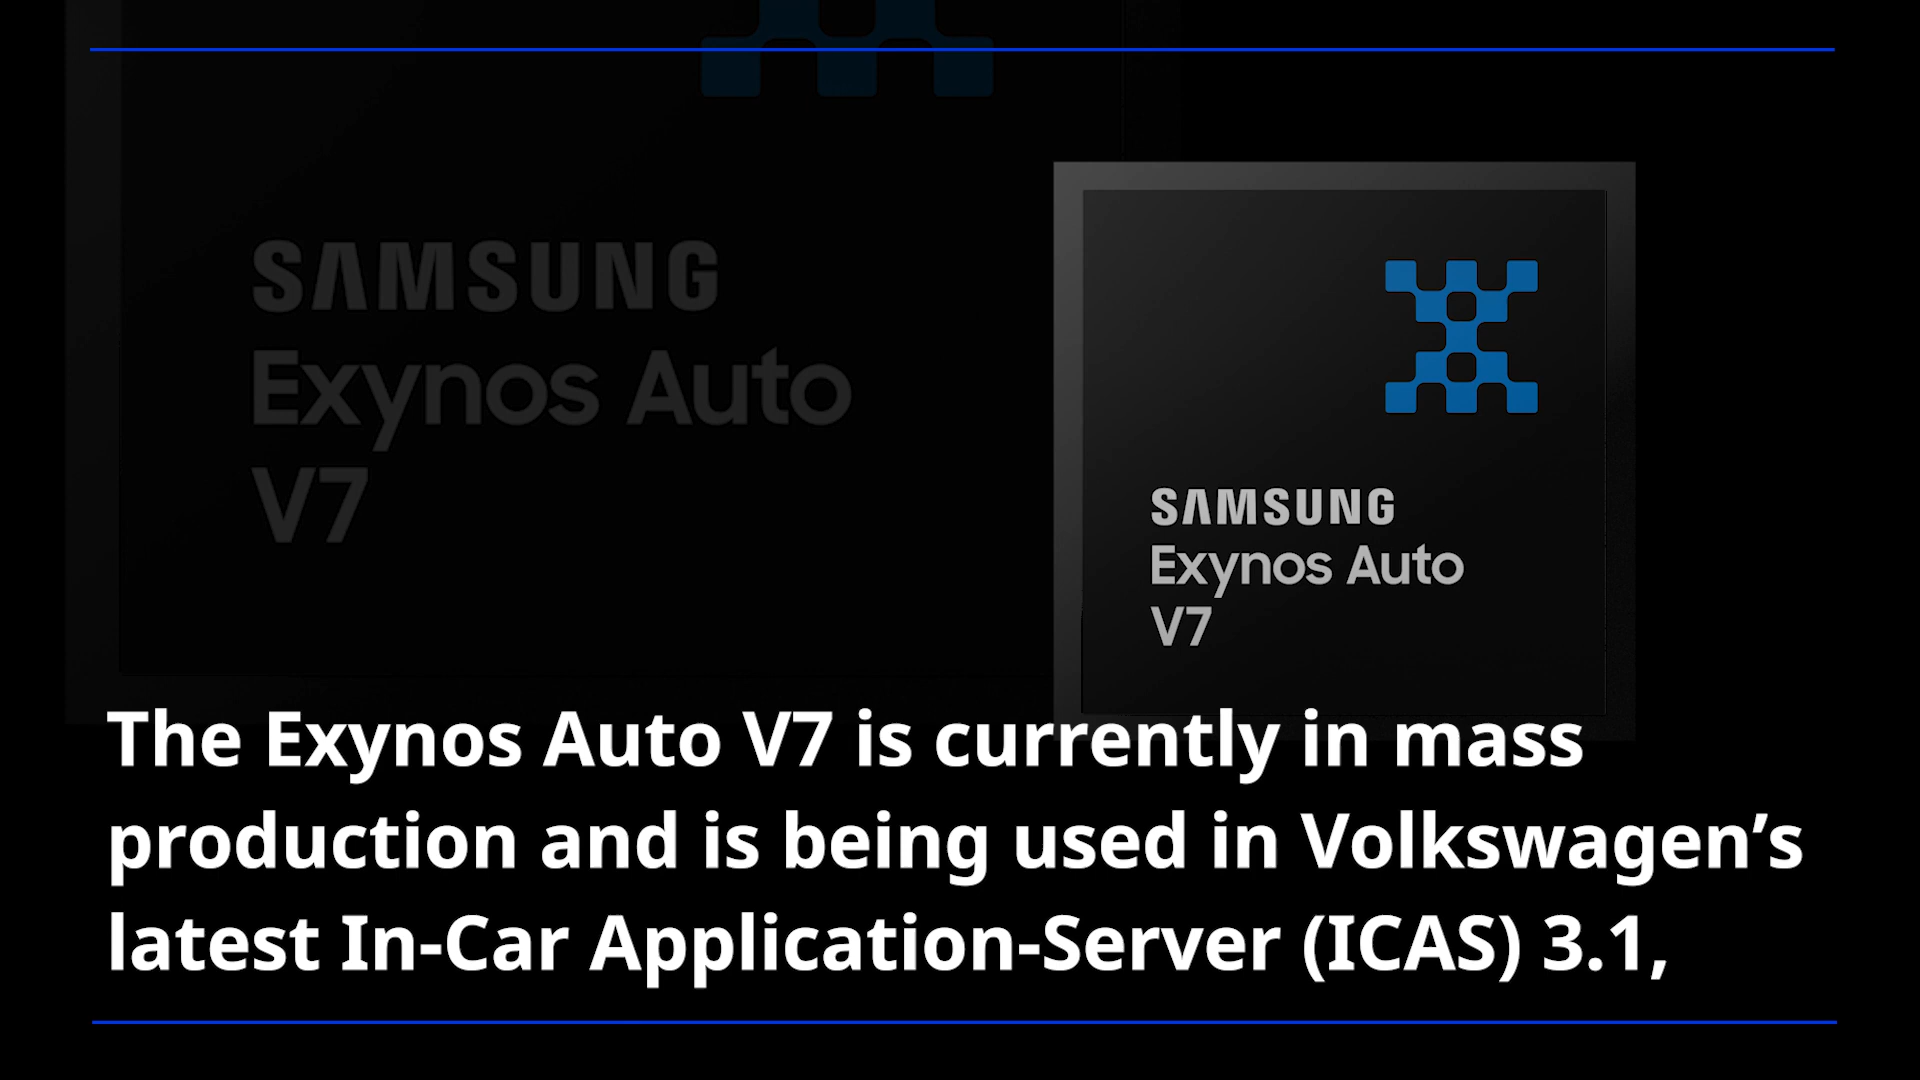 SAMSUNG
Exynos Auto
V7
SAMSUNG
Exynos Auto
V7
The Exynos Auto V7 is currently in mass
production and is being used in Volkswagen’s
latest In-Car Application-Server (ICAS) 3.1,